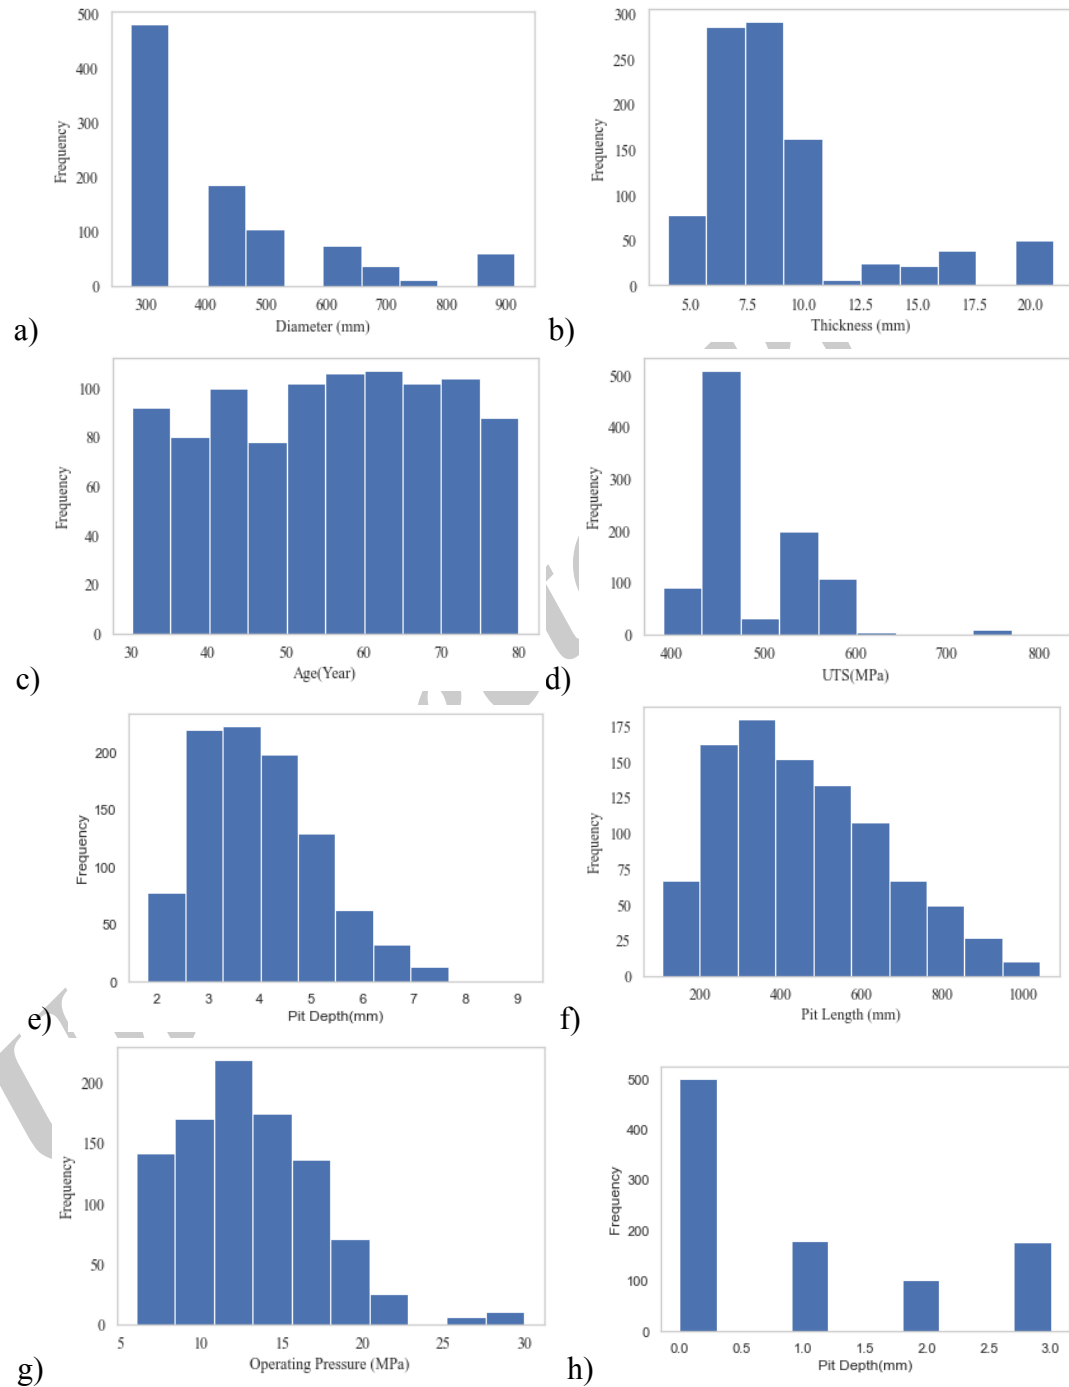 500
400
300
200
100
0
Frequency
300 400 500 600 700 800 900
Diameter (mm)
a)
300
250
200
150
100
50
0
Frequency
5.0 7.5 10.0 12.5 15.0 17.5 20.0
Thickness (mm)
b)
100
80
60
40
20
0
Frequency
30 40 50 60 70 80
Age(Year)
c)
500
400
300
200
100
0
Frequency
400 500 600 700 800
UTS(MPa)
d)
200
150
100
50
0
Frequency
2 3 4 5 6 7 8 9
Pit Depth(mm)
e)
175
150
125
100
75
50
25
0
Frequency
200 400 600 800 1000
Pit Length (mm)
f)
200
150
100
50
0
Frequency
5 10 15 20 25 30
Operating Pressure (MPa)
g)
500
400
300
200
100
0
Frequency
0.0 0.5 1.0 1.5 2.0 2.5 3.0
Pit Depth(mm)
h)